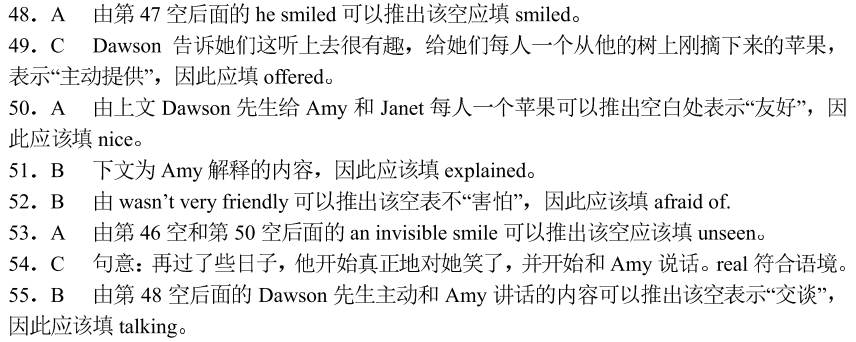 48．A 由第 47 空后面的 he smiled 可以推出该空应填 smiled。
49．C Dawson 告诉她们这听上去很有趣，给她们每人一个从他的树上刚摘下来的苹果，
表示“主动提供”，因此应填 offered。
50．A 由上文 Dawson 先生给 Amy 和 Janet 每人一个苹果可以推出空白处表示“友好”，因
此应该填 nice。
51．B 下文为 Amy 解释的内容，因此应该填 explained。
52．B 由 wasn’t very friendly 可以推出该空表不“害怕”，因此应该填 afraid of.
53．A 由第 46 空和第 50 空后面的 an invisible smile 可以推出该空应该填 unseen。
54．C 句意：再过了些日子，他开始真正地对她笑了，并开始和 Amy 说话。real 符合语境。
55．B 由第 48 空后面的 Dawson 先生主动和 Amy 讲话的内容可以推出该空表示“交谈”，
因此应该填 talking。